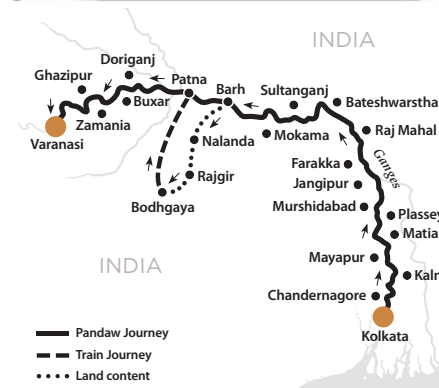 INDIA
Doriganj
Ghazipur
Patna
Barh
Sultanganj
Bateshwarstha
Buxar
Zamania
Varanasi
Mokama
Raj Mahal
Nalanda
Farakka
Ganges
Rajgir
Jangipur
Bodhgaya
Murshidabad
Plassey
Matia
INDIA
Mayapur
Kaln
Chandernagore
Kolkata
Pandaw Journey
Train Journey
Land content